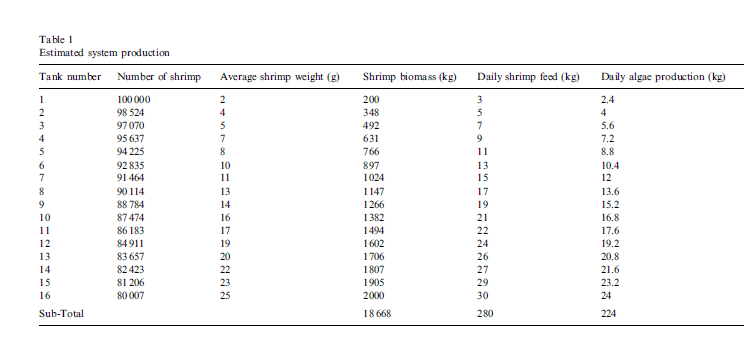 Table 1
Estimated system production
Tank number Number of shrimp Average shrimp weight (g) Shrimp biomass (kg) Daily shrimp feed (kg) Daily algae production (kg)
1 100 000 2 200 3 2.4
2 98 524 4 348 5 4
3 97 070 5 492 7 5.6
4 95 637 7 631 9 7.2
5 94 225 8 766 11 8.8
6 92 835 10 897 13 10.4
7 91 464 11 1024 15 12
8 90 114 13 1147 17 13.6
9 88 784 14 1266 19 15.2
10 87 474 16 1382 21 16.8
11 86 183 17 1494 22 17.6
12 84 911 19 1602 24 19.2
13 83 657 20 1706 26 20.8
14 82 423 22 1807 27 21.6
15 81 206 23 1905 29 23.2
16 80 007 25 2000 30 24
Sub-Total 18 668 280 224